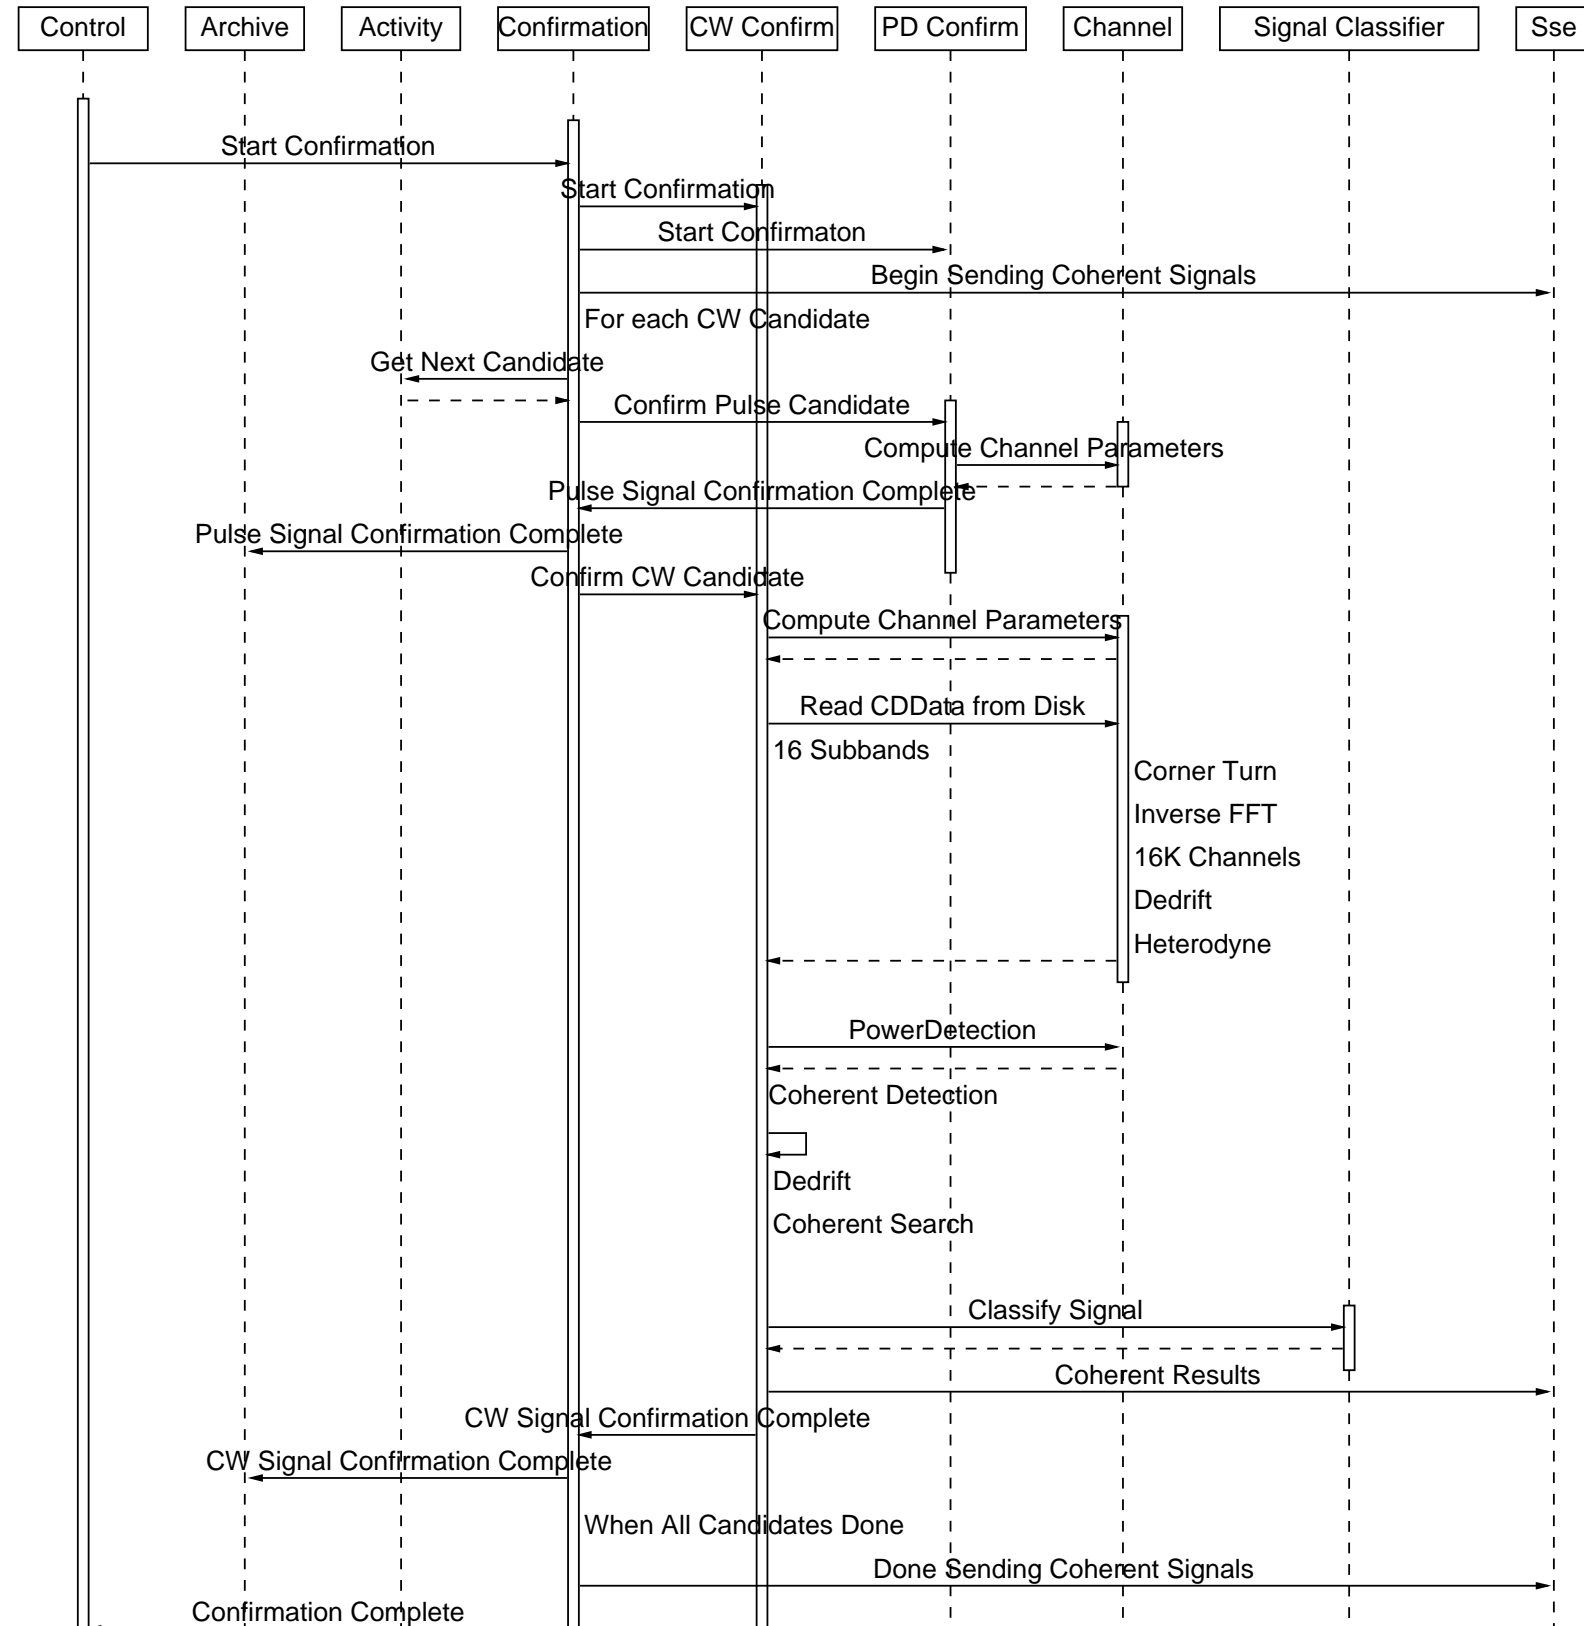 Control
Archive
Activity
Confirmation
CW Confirm
PD Confirm
Channel
Signal Classifier
Sse
Start Confirmation
Start Confirmation
Start Confirmaton
Begin Sending Coherent Signals
For each CW Candidate
Get Next Candidate
Confirm Pulse Candidate
Compute Channel Parameters
Pulse Signal Confirmation Complete
Pulse Signal Confirmation Complete
Confirm CW Candidate
Compute Channel Parameters
Read CDData from Disk
16 Subbands
Corner Turn
Inverse FFT
16K Channels
Dedrift
Heterodyne
PowerDetection
Coherent Detection
Dedrift
Coherent Search
Classify Signal
Coherent Results
CW Signal Confirmation Complete
CW Signal Confirmation Complete
When All Candidates Done
Done Sending Coherent Signals
Confirmation Complete